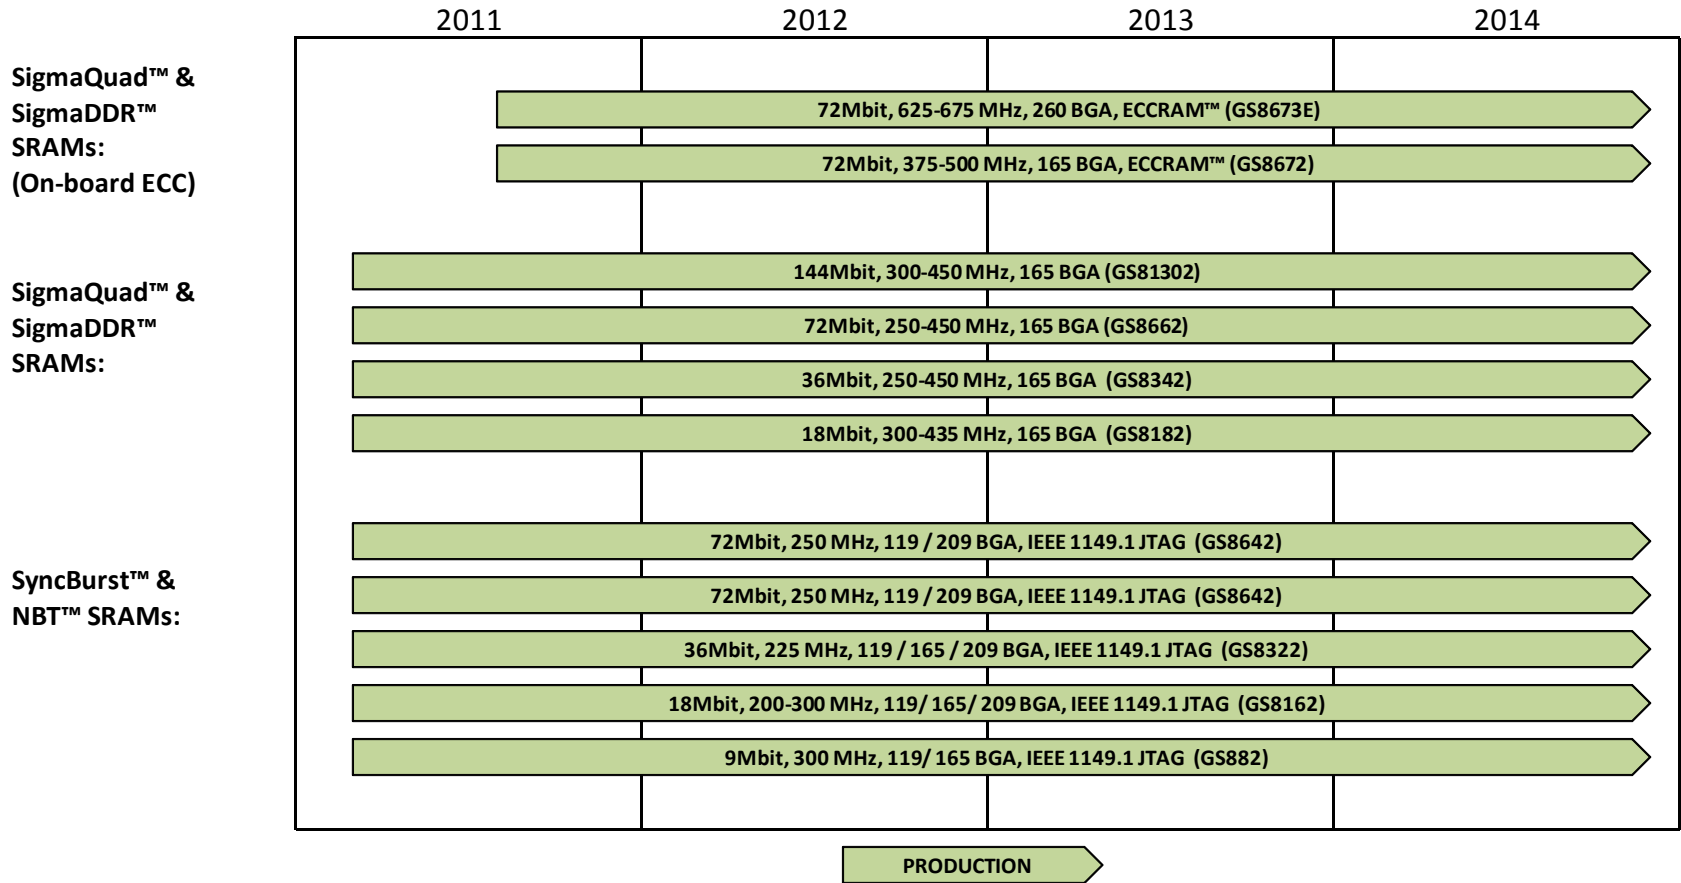 2011 2012 2013 2014
SigmaQuad™ &
SigmaDDR™
SRAMs:
(On-board ECC)
72Mbit, 625-675 MHz, 260 BGA, ECCRAM™ (GS8673E)
72Mbit, 375-500 MHz, 165 BGA, ECCRAM™ (GS8672)
SigmaQuad™ &
SigmaDDR™
SRAMs:
144Mbit, 300-450 MHz, 165 BGA (GS81302)
72Mbit, 250-450 MHz, 165 BGA (GS8662)
36Mbit, 250-450 MHz, 165 BGA (GS8342)
18Mbit, 300-435 MHz, 165 BGA (GS8182)
SyncBurst™ &
NBT™ SRAMs:
72Mbit, 250 MHz, 119 / 209 BGA, IEEE 1149.1 JTAG (GS8642)
72Mbit, 250 MHz, 119 / 209 BGA, IEEE 1149.1 JTAG (GS8642)
36Mbit, 225 MHz, 119 / 165 / 209 BGA, IEEE 1149.1 JTAG (GS8322)
18Mbit, 200-300 MHz, 119/ 165/ 209 BGA, IEEE 1149.1 JTAG (GS8162)
9Mbit, 300 MHz, 119/ 165 BGA, IEEE 1149.1 JTAG (GS882)
PRODUCTION